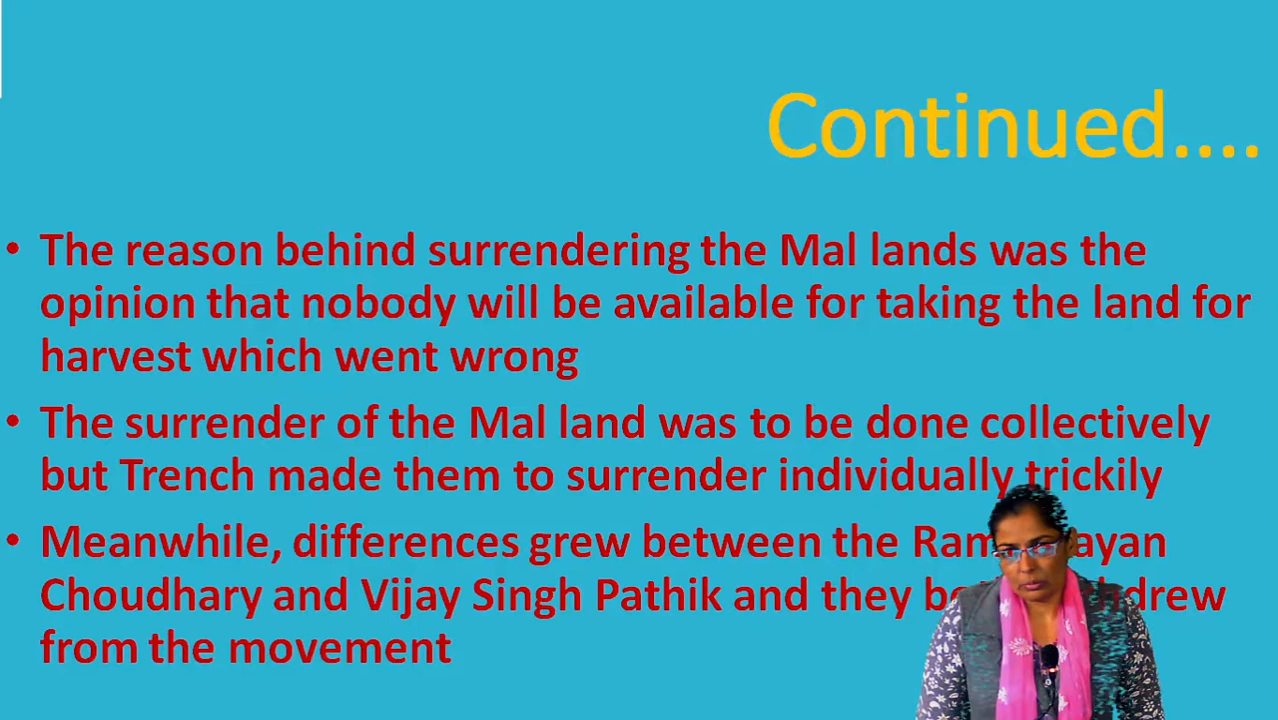 Continued....
• The reason behind surrendering the Mal lands was the
opinion that nobody will be available for taking the land for
harvest which went wrong
• The surrender of the Mal land was to be done collectively
but Trench made them to surrender individually trickily
• Meanwhile, differences grew between the
Choudhary and Vijay Singh Pathik and they
from the movement